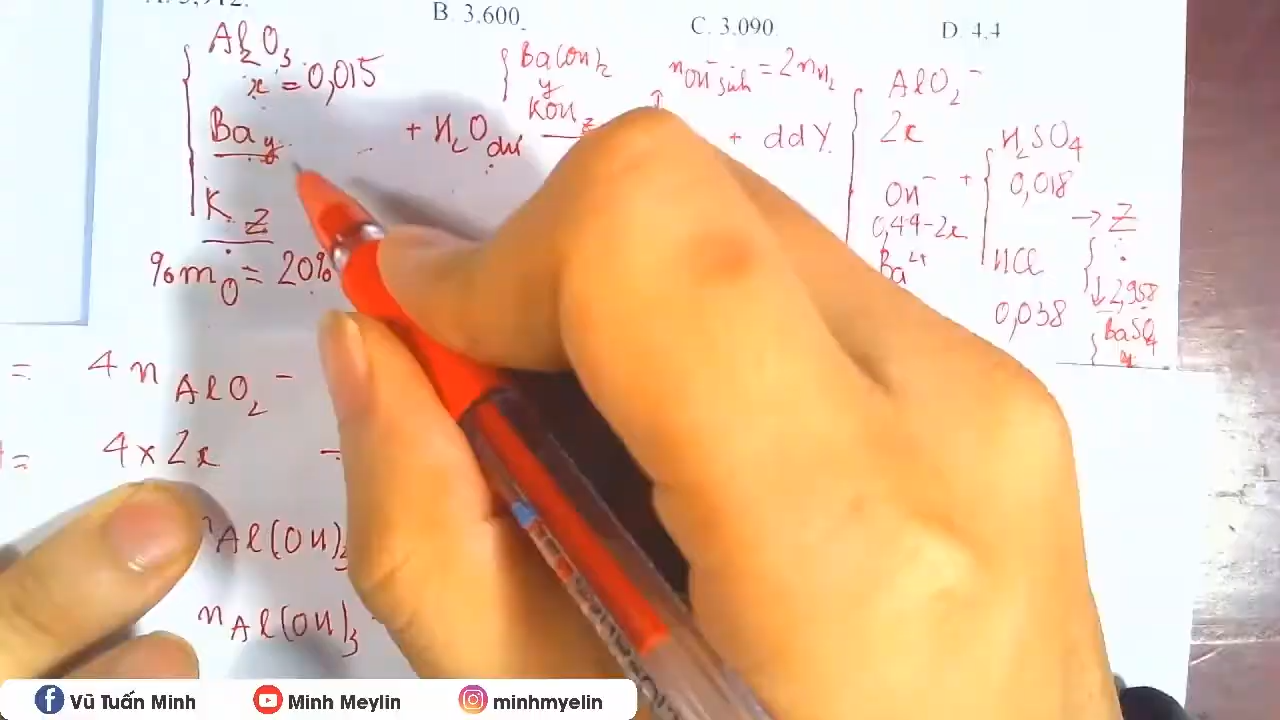 B. 3.600
C. 3.090
D. 4.4
Al2O3
x = 0,015
Ba y
K z
%mO = 20%
+ H2O dư
Ba(OH)2
y
KOH z
nOH- sinh = 2nH2
+ ddY
AlO2-
2x
OH-
0,44-2x
Ba2+
+
H2SO4
0,018
HCl
0,038
→ Z
↓ 2,958
BaSO4
y
= 4nAlO2-
= 4 x 2x -
Al(OH)3
nAl(OH)3
Vũ Tuấn Minh
Minh Meylin
minhmyelin